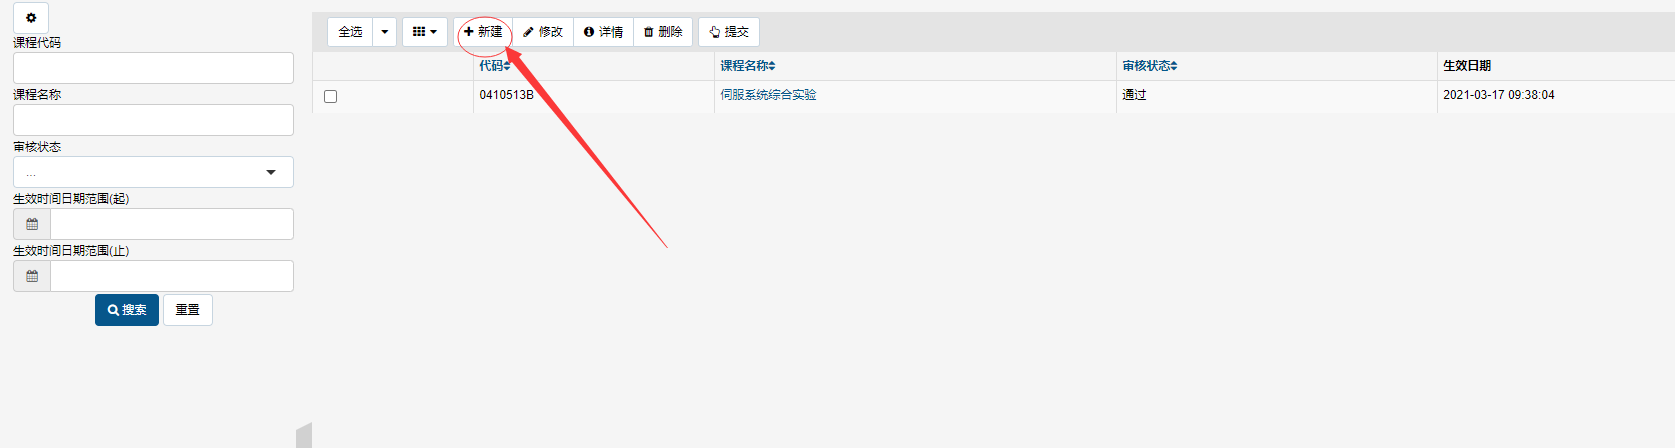 课程代码
课程名称
审核状态
...
生效时间日期范围(起)
生效时间日期范围(止)
搜索 重置
全选 新建 修改 详情 删除 提交
代码 课程名称 审核状态 生效日期
0410513B 伺服系统综合实验 通过 2021-03-17 09:38:04